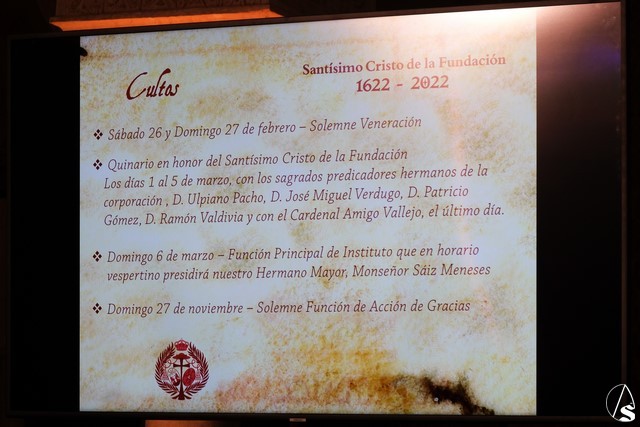 Cultos
Santísimo Cristo de la Fundación
1622 - 2022
❖ Sábado 26 y Domingo 27 de febrero – Solemne Veneración
❖ Quinario en honor del Santísimo Cristo de la Fundación
Los días 1 al 5 de marzo, con los sagrados predicadores hermanos de la
corporación , D. Ulpiano Pacho, D. José Miguel Verdugo, D. Patricio
Gómez, D. Ramón Valdivia y con el Cardenal Amigo Vallejo, el último día.
❖ Domingo 6 de marzo – Función Principal de Instituto que en horario
vespertino presidirá nuestro Hermano Mayor, Monseñor Sáiz Meneses
❖ Domingo 27 de noviembre – Solemne Función de Acción de Gracias